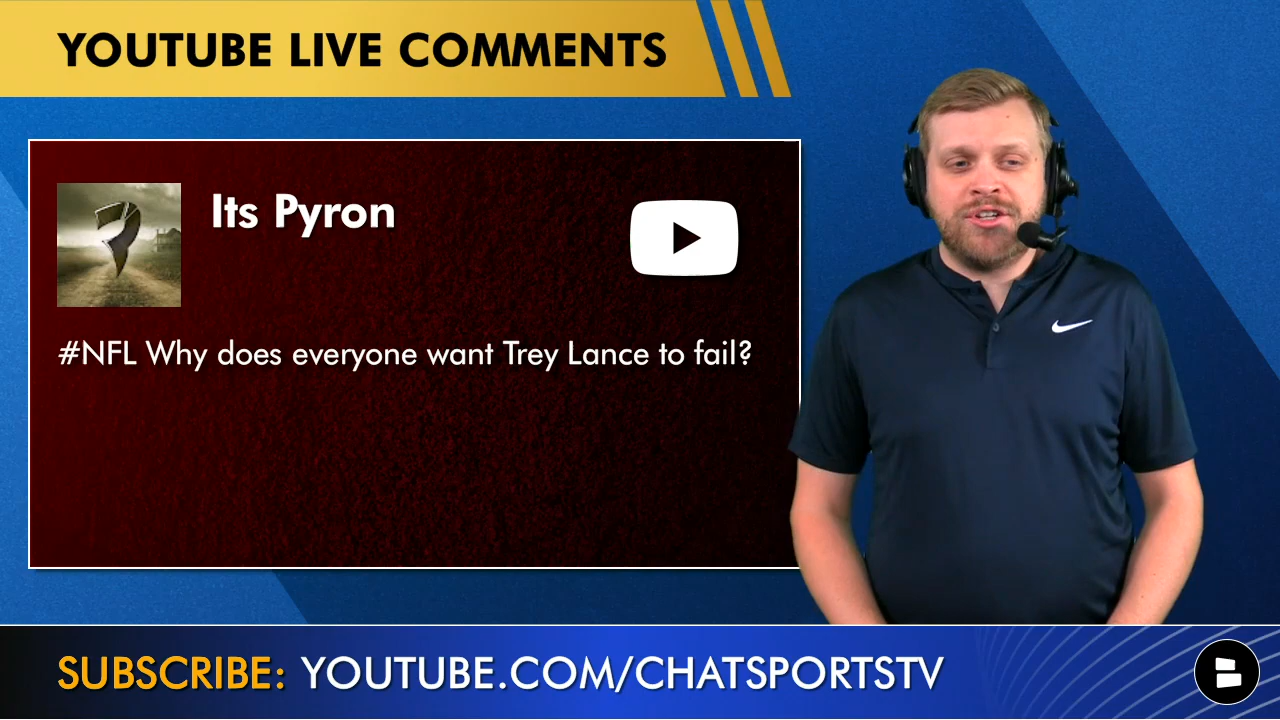 YOUTUBE LIVE COMMENTS
Its Pyron
#NFL Why does everyone want Trey Lance to fail?
SUBSCRIBE: YOUTUBE.COM/CHATSPORTSTV